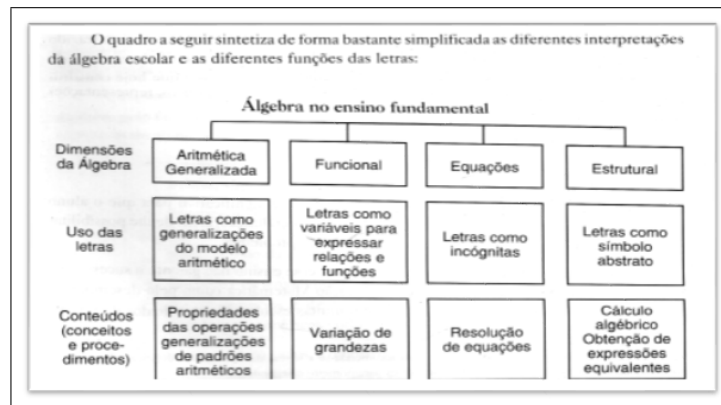 O quadro a seguir sintetiza de forma bastante simplificada as diferentes interpretações
da álgebra escolar e as diferentes funções das letras:
Álgebra no ensino fundamental
Dimensões
da Álgebra
Aritmética
Generalizada
Funcional
Equações
Estrutural
Uso das
letras
Letras como
generalizações
do modelo
aritmético
Letras como
variáveis para
expressar
relações e
funções
Letras como
incógnitas
Letras como
símbolo
abstrato
Conteúdos
(conceitos
e proce-
dimentos)
Propriedades
das operações
generalizações
de padrões
aritméticos
Variação de
grandezas
Resolução
de equações
Cálculo
algébrico
Obtenção de
expressões
equivalentes